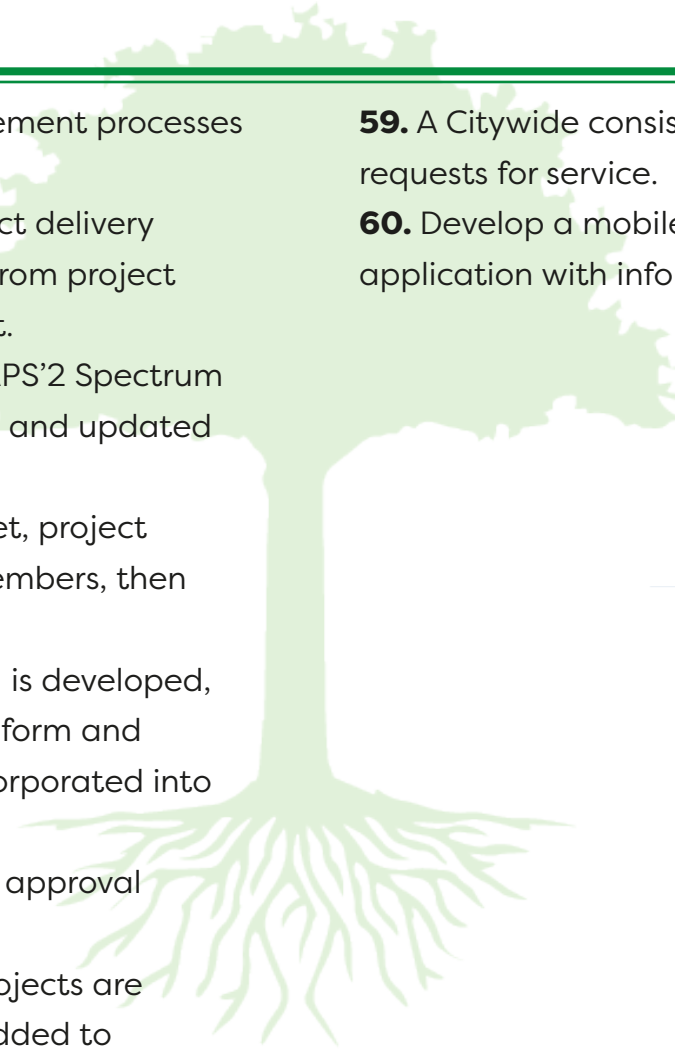 ement processes
ct delivery
rom project
t.
PS’2 Spectrum
and updated
et, project
embers, then
is developed,
form and
orporated into
approval
ojects are
dded to
59. A Citywide consis
requests for service.
60. Develop a mobile
application with info